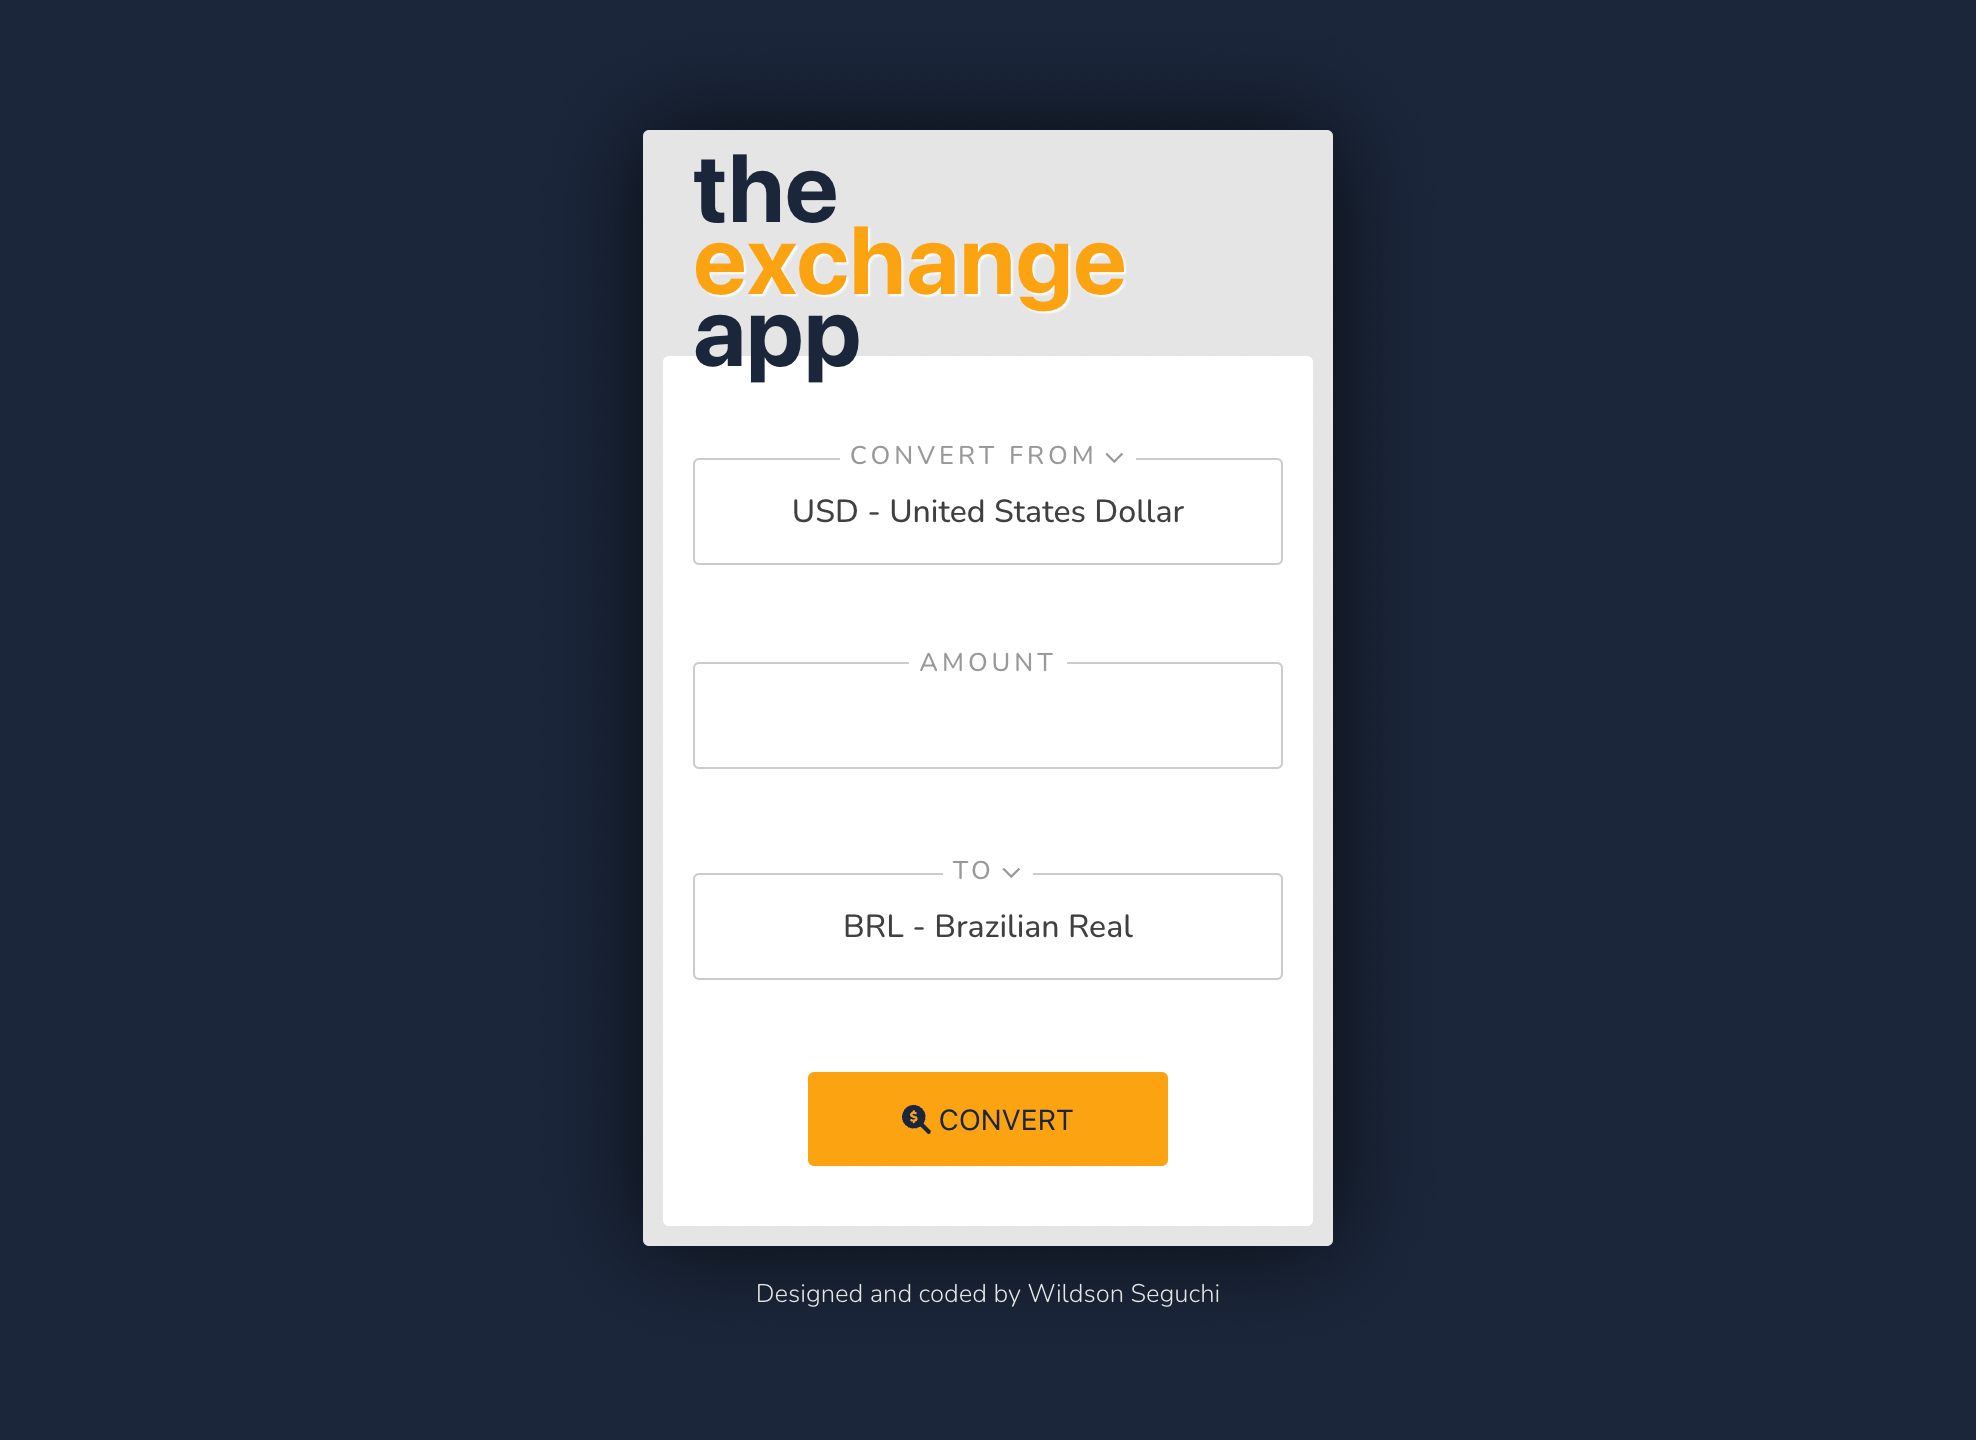 the
exchange
app
CONVERT FROM
USD - United States Dollar
AMOUNT
TO
BRL - Brazilian Real
$ CONVERT
Designed and coded by Wildson Seguchi